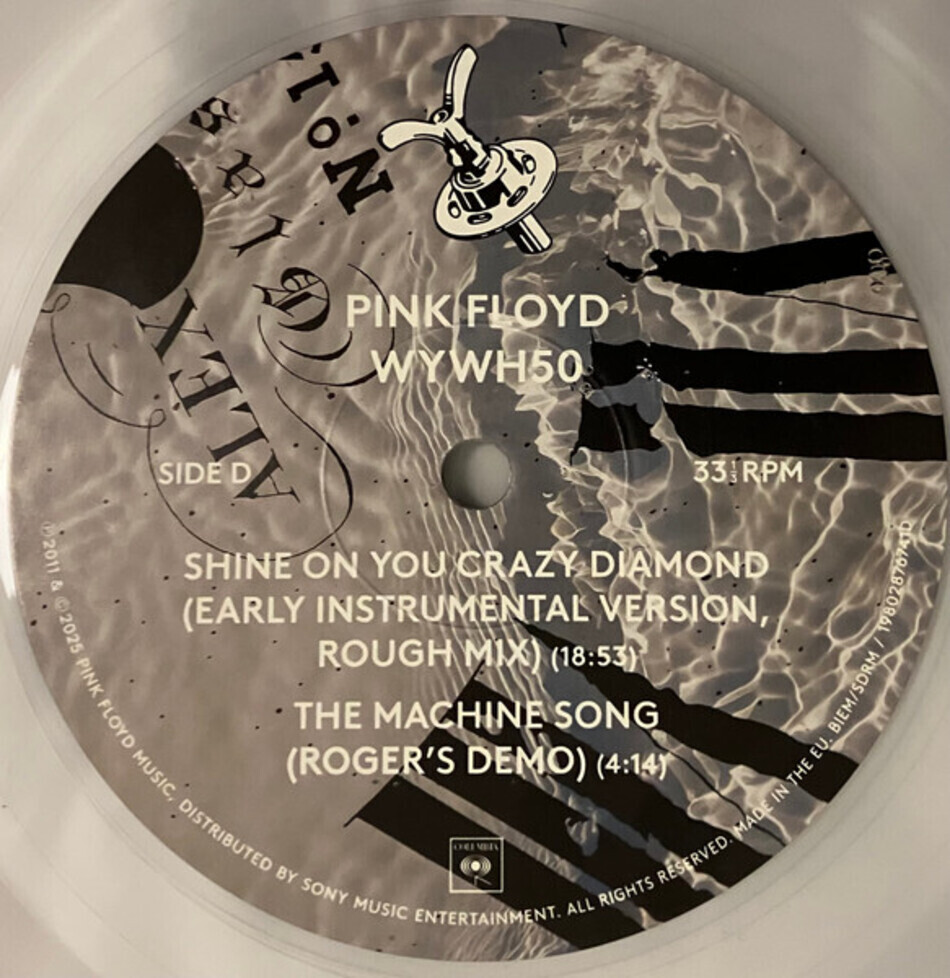 PINK FLOYD
WYWH50
SIDE D
33⅓ RPM
SHINE ON YOU CRAZY DIAMOND
(EARLY INSTRUMENTAL VERSION,
ROUGH MIX) (18:53)
THE MACHINE SONG
(ROGER'S DEMO) (4:14)
COLUMBIA
℗ 2011 & © 2025 PINK FLOYD MUSIC, DISTRIBUTED BY SONY MUSIC ENTERTAINMENT. ALL RIGHTS RESERVED. MADE IN THE EU. BIEM/SDRM / 19802876741D